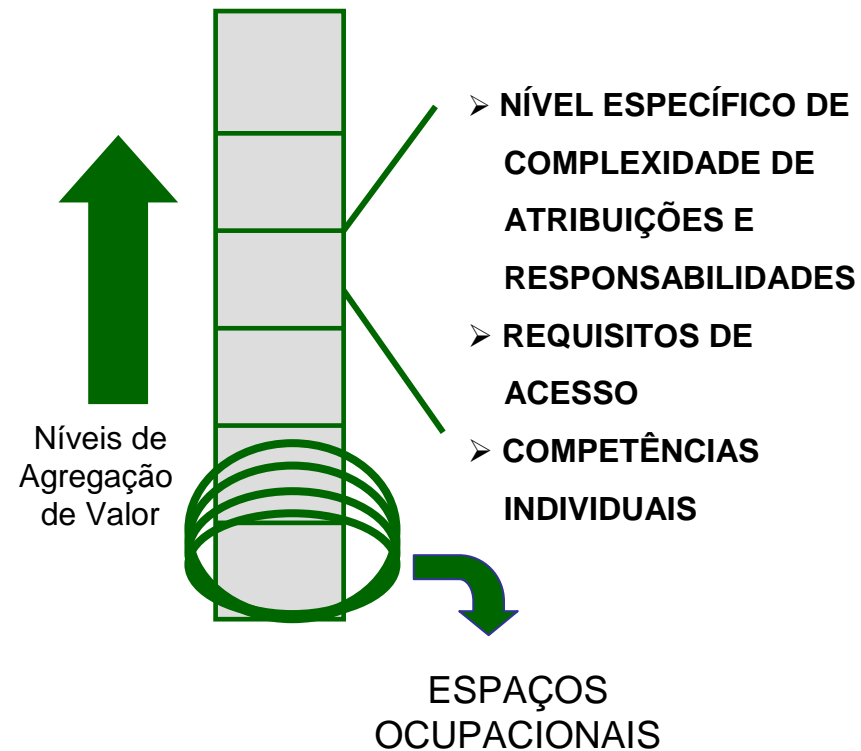 ➢ NÍVEL ESPECÍFICO DE
COMPLEXIDADE DE
ATRIBUIÇÕES E
RESPONSABILIDADES
➢ REQUISITOS DE
ACESSO
➢ COMPETÊNCIAS
INDIVIDUAIS
Níveis de
Agregação
de Valor
ESPAÇOS
OCUPACIONAIS